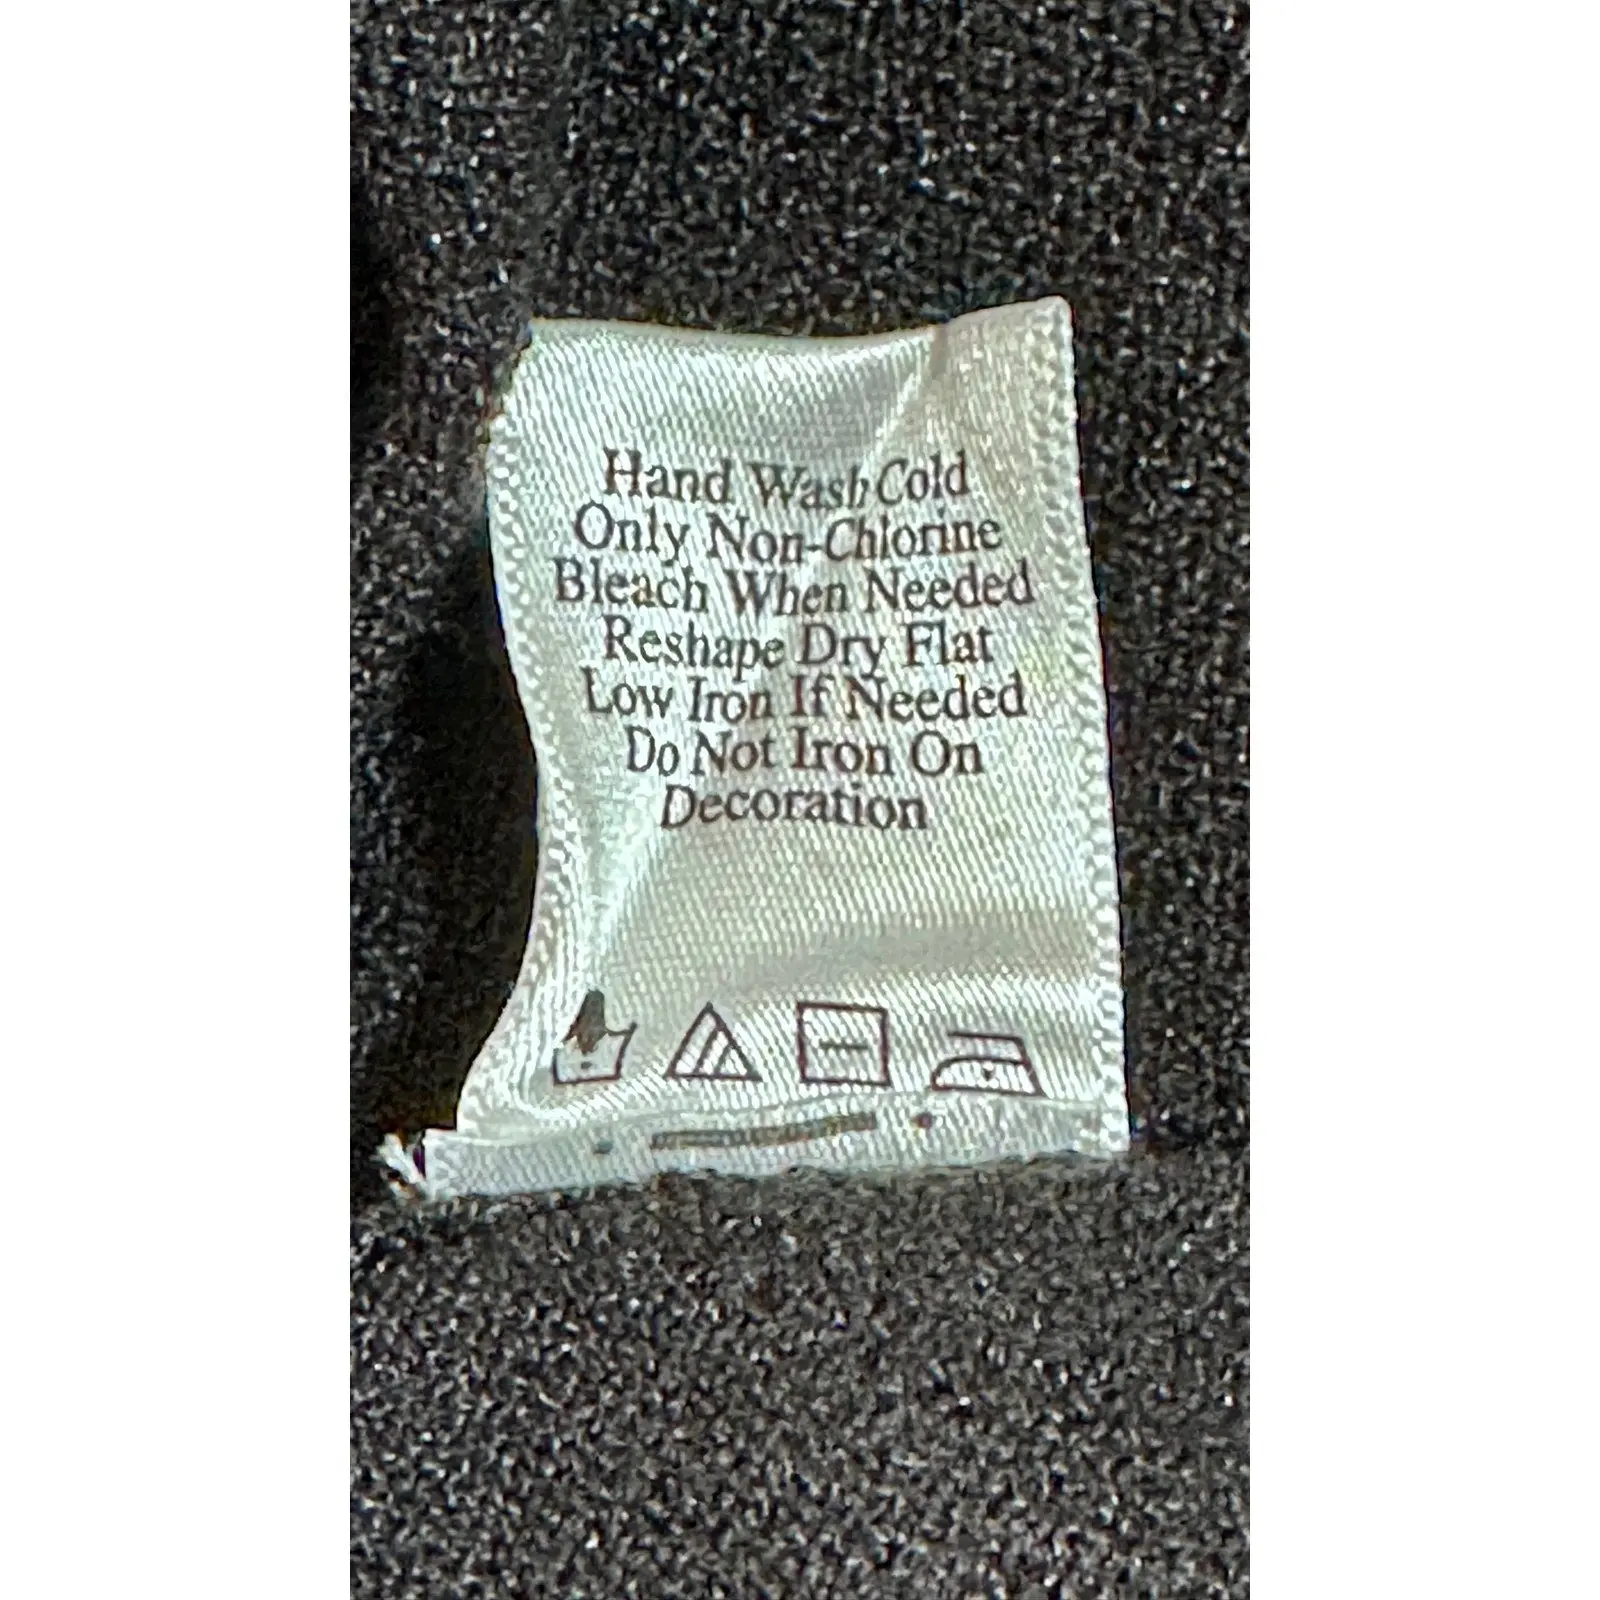 Hand Wash Cold
Only Non-Chlorine
Bleach When Needed
Reshape Dry Flat
Low Iron If Needed
Do Not Iron On
Decoration